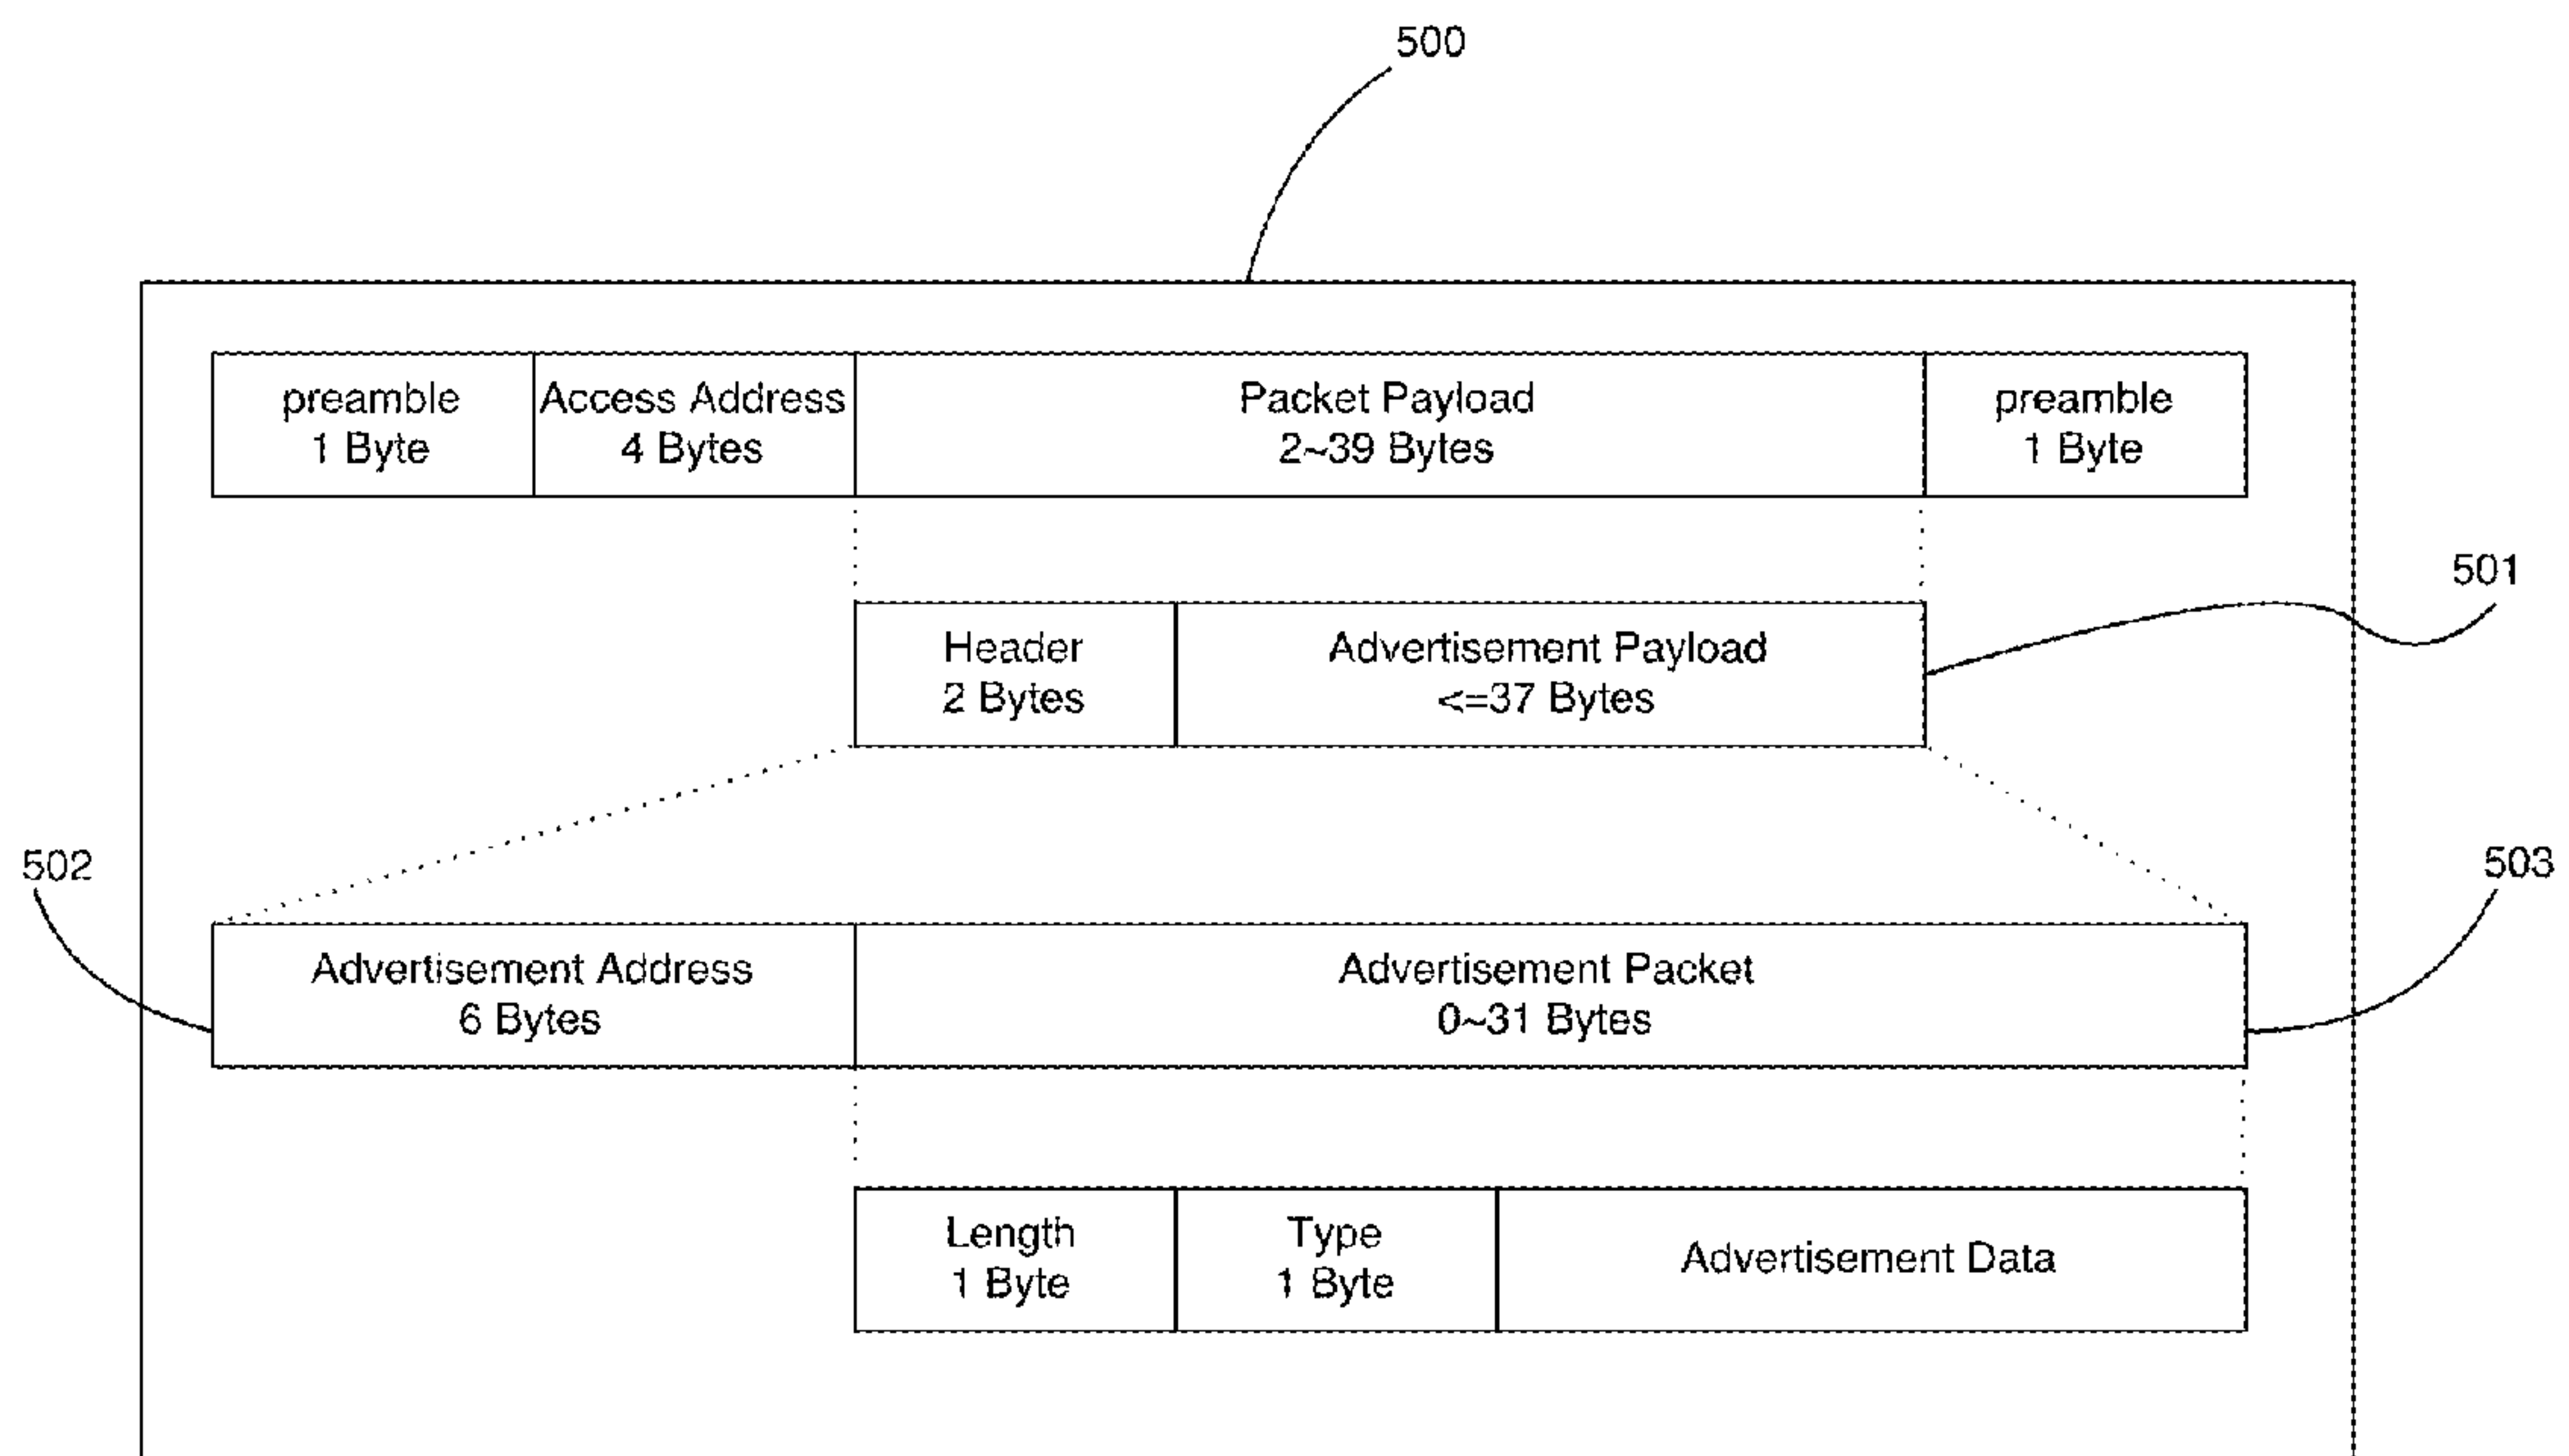 500
preamble
1 Byte
Access Address
4 Bytes
Packet Payload
2~39 Bytes
preamble
1 Byte
501
Header
2 Bytes
Advertisement Payload
<=37 Bytes
502
503
Advertisement Address
6 Bytes
Advertisement Packet
0~31 Bytes
Length
1 Byte
Type
1 Byte
Advertisement Data